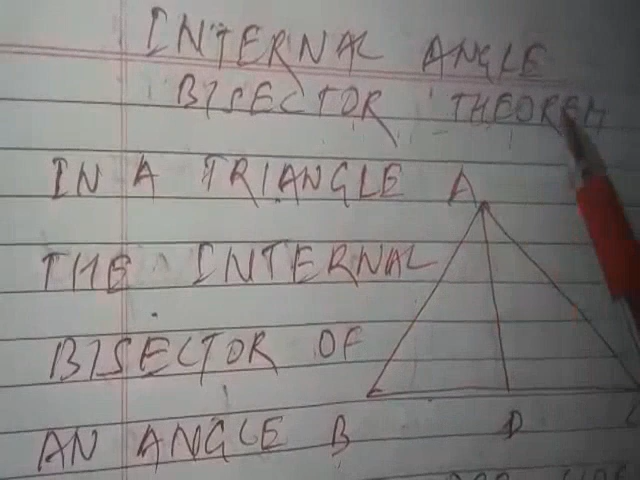 INTERNAL ANGLE
BISECTOR THEOREM
IN A TRIANGLE A
THE INTERNAL
BISECTOR OF
AN ANGLE B D C